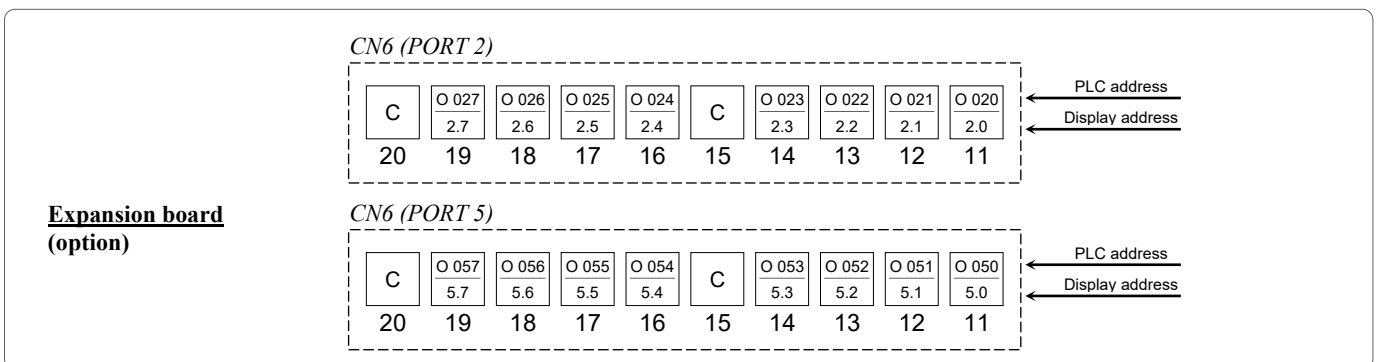 CN6 (PORT 2)
C O 027 O 026 O 025 O 024 C O 023 O 022 O 021 O 020 PLC address
2.7 2.6 2.5 2.4 2.3 2.2 2.1 2.0 Display address
20 19 18 17 16 15 14 13 12 11
Expansion board
(option)
CN6 (PORT 5)
C O 057 O 056 O 055 O 054 C O 053 O 052 O 051 O 050 PLC address
5.7 5.6 5.5 5.4 5.3 5.2 5.1 5.0 Display address
20 19 18 17 16 15 14 13 12 11